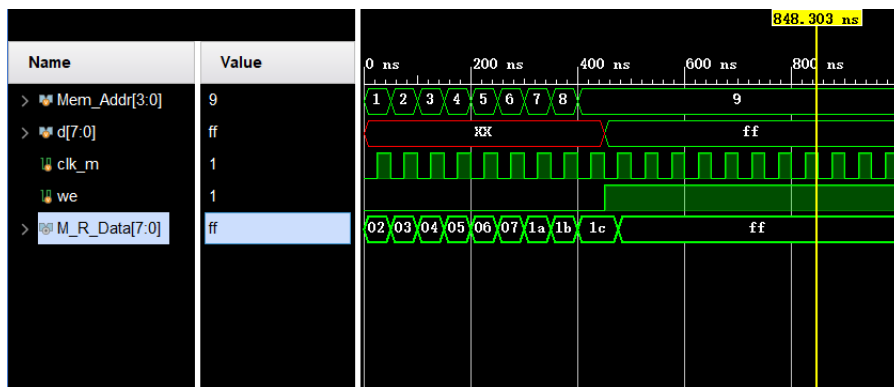 848.303 ns
Name Value
0 ns 200 ns 400 ns 600 ns 800 ns
Mem_Addr[3:0] 9 1 2 3 4 5 6 7 8 9
d[7:0] ff XX ff
clk_m 1
we 1
M_R_Data[7:0] ff 02 03 04 05 06 07 1a 1b 1c ff